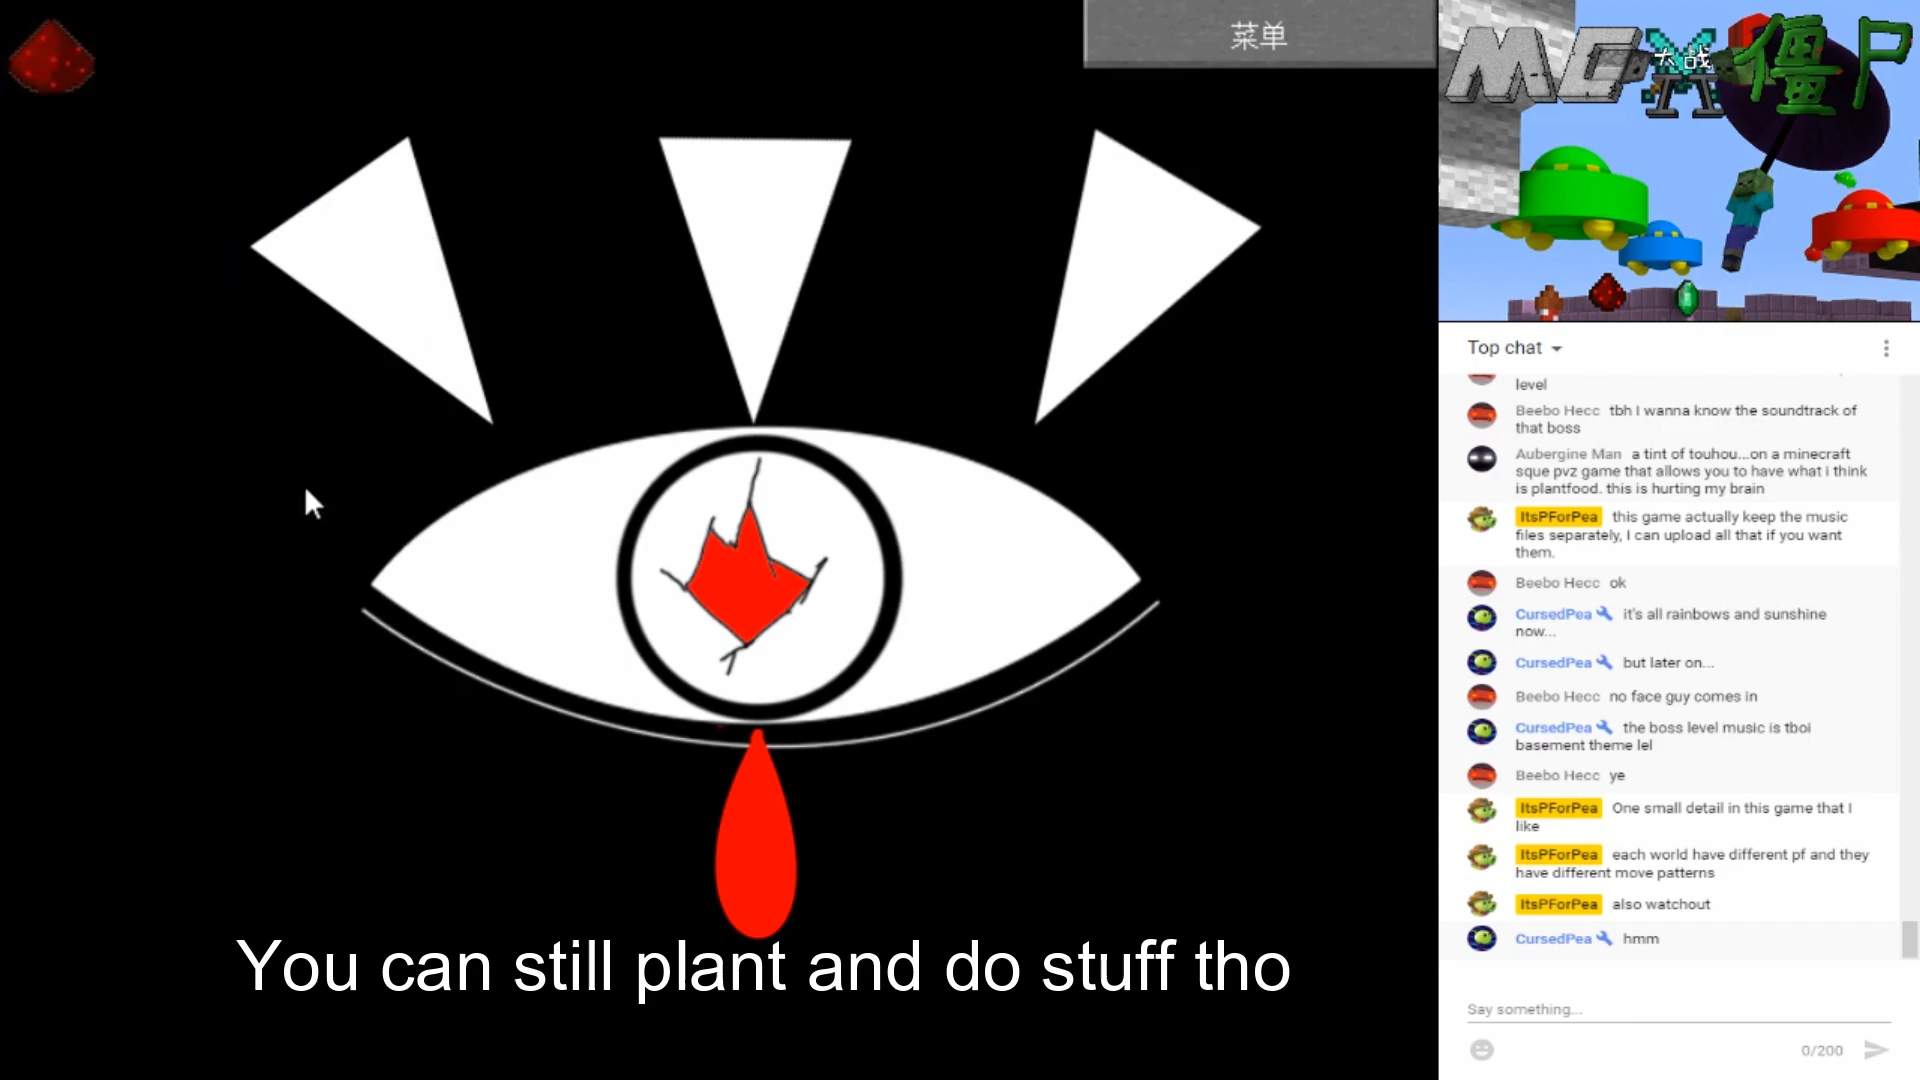 菜单
MC大战僵尸
Top chat
level
Beebo Hecc tbh I wanna know the soundtrack of
that boss
Aubergine Man a tint of touhou...on a minecraft
sque pvz game that allows you to have what i think
is plantfood. this is hurting my brain
ItsPForPea this game actually keep the music
files separately, I can upload all that if you want
them.
Beebo Hecc ok
CursedPea it's all rainbows and sunshine
now...
CursedPea but later on...
Beebo Hecc no face guy comes in
CursedPea the boss level music is tboi
basement theme lel
Beebo Hecc ye
ItsPForPea One small detail in this game that I
like
ItsPForPea each world have different pf and they
have different move patterns
ItsPForPea also watchout
CursedPea hmm
You can still plant and do stuff tho
Say something...
0/200